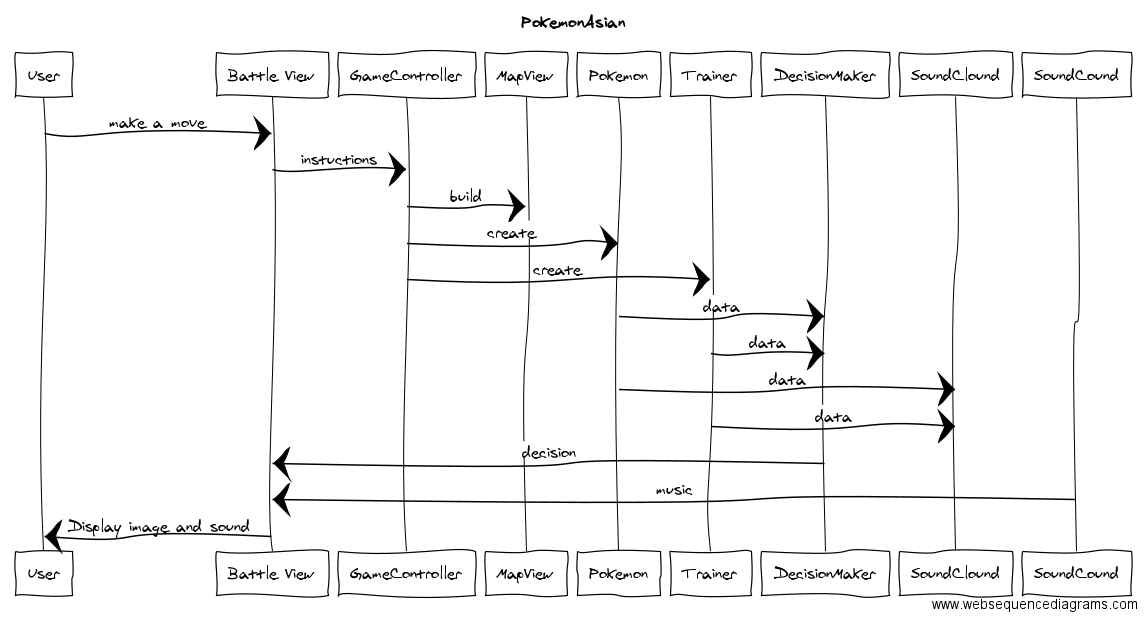 PokemonAsian
User
Battle View
GameController
MapView
Pokemon
Trainer
DecisionMaker
SoundClound
SoundCound
make a move
instuctions
build
create
create
data
data
data
data
decision
music
Display image and sound
User
Battle View
GameController
MapView
Pokemon
Trainer
DecisionMaker
SoundClound
SoundCound
www.websequencediagrams.com